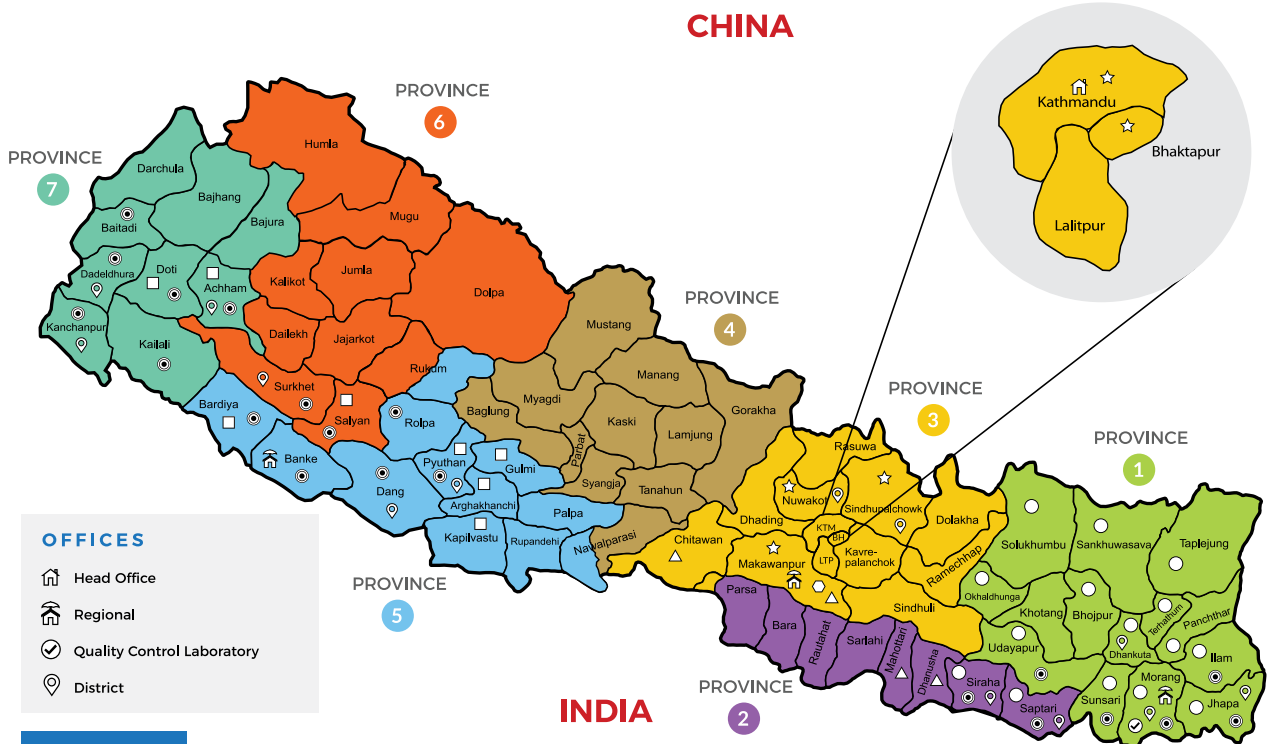 CHINA
PROVINCE
6
PROVINCE
7
PROVINCE
4
PROVINCE
3
PROVINCE
1
PROVINCE
5
PROVINCE
2
INDIA
Kathmandu
Bhaktapur
Lalitpur
Humla
Mugu
Dolpa
Jumla
Kalikot
Dailekh
Jajarkot
Rukum
Surkhet
Salyan
Darchula
Bajhang
Bajura
Baitadi
Dadeldhura
Doti
Achham
Kanchanpur
Kailali
Bardiya
Banke
Dang
Rolpa
Pyuthan
Gulmi
Arghakhanchi
Palpa
Kapilvastu
Rupandehi
Nawalparasi
Mustang
Manang
Myagdi
Baglung
Parbat
Kaski
Lamjung
Gorakha
Syangja
Tanahun
Rasuwa
Nuwakot
Sindhupalchowk
Dhading
Dolakha
Chitawan
Makawanpur
KTM
BH
LTP
Kavre-
palanchok
Ramechhap
Sindhuli
Parsa
Bara
Rautahat
Sarlahi
Mahottari
Dhanusha
Siraha
Saptari
Solukhumbu
Sankhuwasava
Taplejung
Okhaldhunga
Khotang
Bhojpur
Terhathum
Panchthar
Udayapur
Dhankuta
Ilam
Sunsari
Morang
Jhapa
OFFICES
Head Office
Regional
Quality Control Laboratory
District